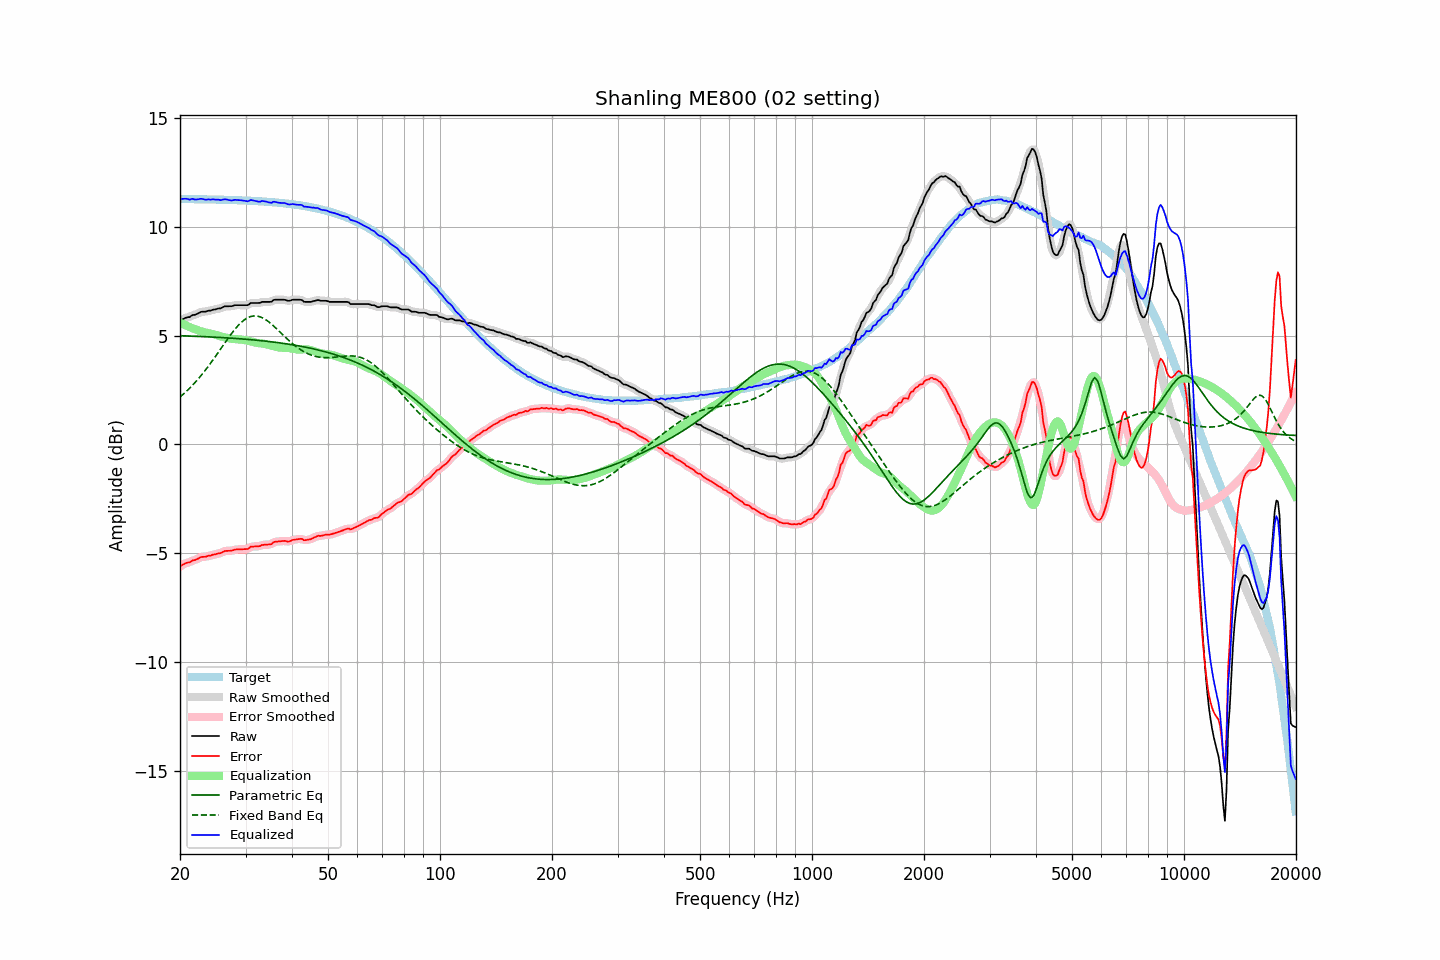 Shanling ME800 (02 setting)
15
10
5
0
−5
−10
−15
Amplitude (dBr)
Target
Raw Smoothed
Error Smoothed
Raw
Error
Equalization
Parametric Eq
Fixed Band Eq
Equalized
20 50 100 200 500 1000 2000 5000 10000 20000
Frequency (Hz)